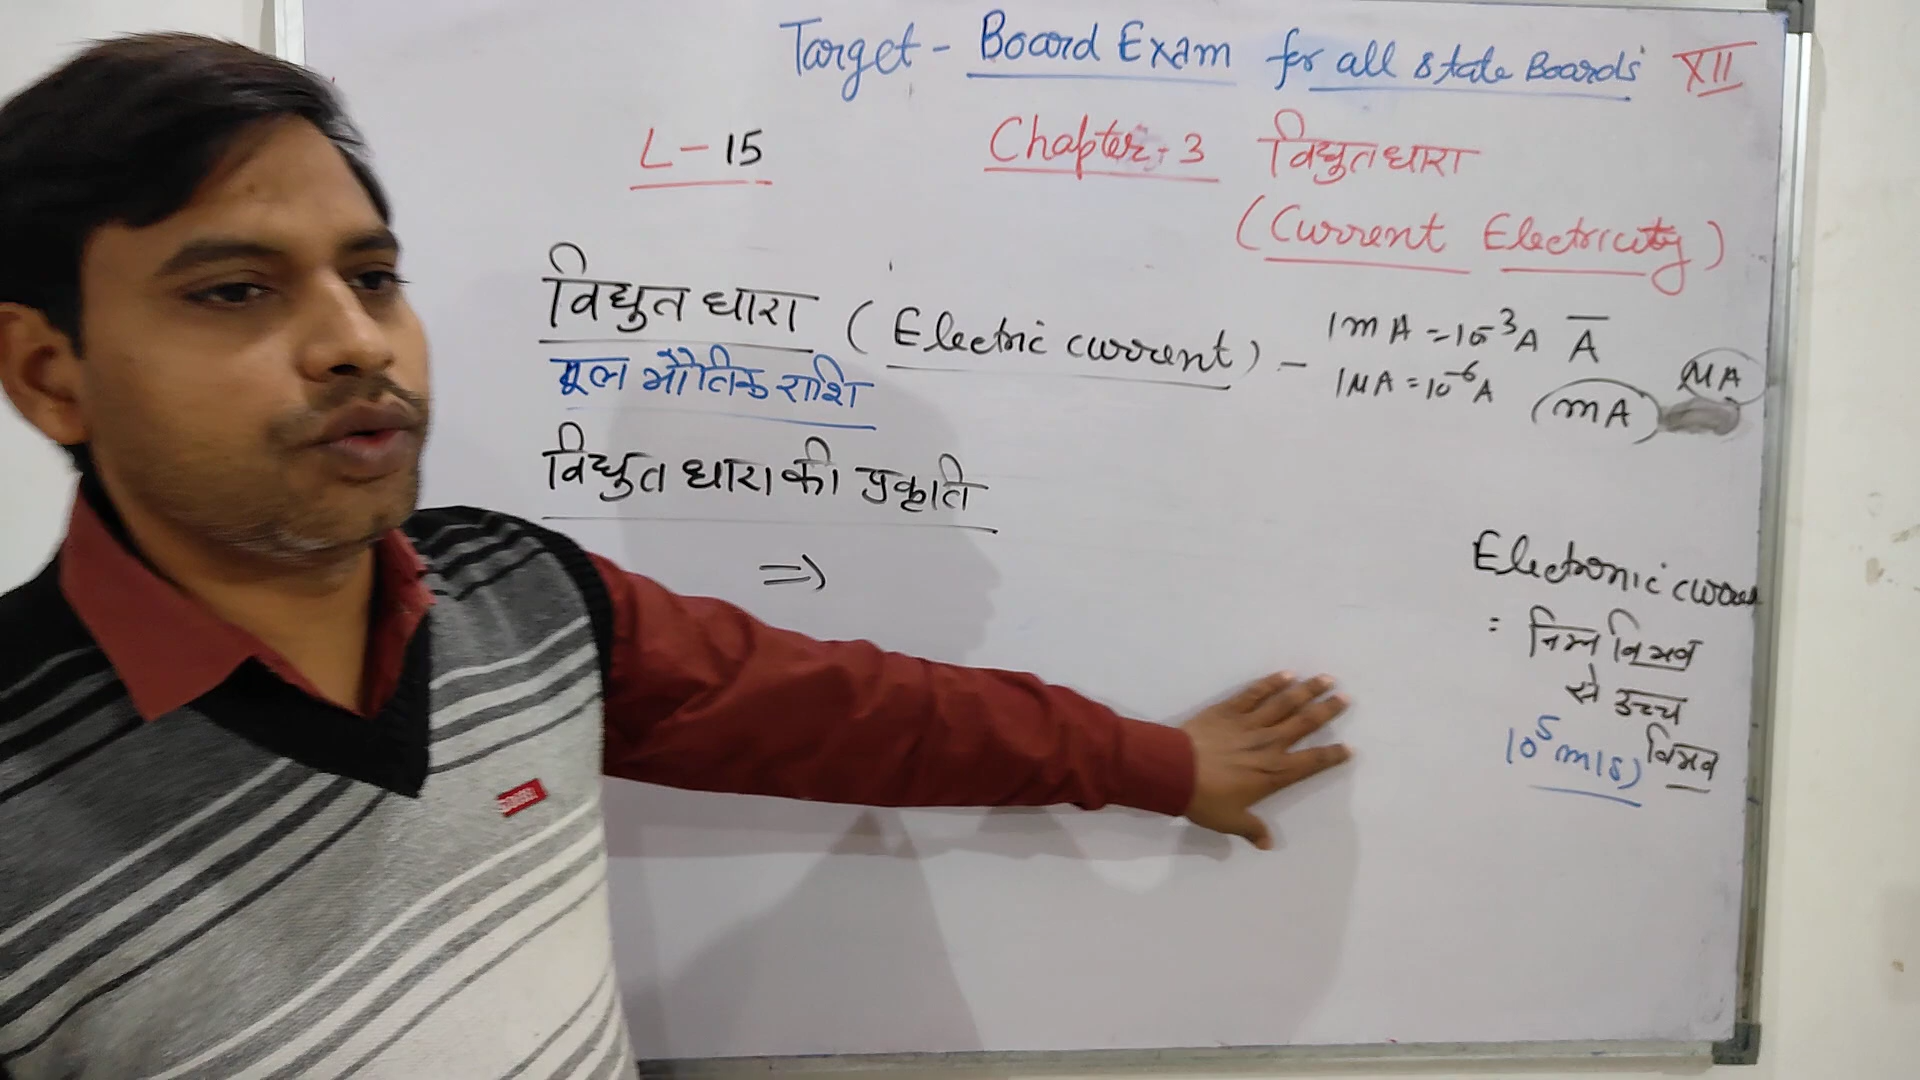 Target - Board Exam for all State Boards XII
L - 15 Chapter - 3 विद्युत धारा
(Current Electricity)
विद्युत धारा (Electric current) -
1mA = 10⁻³A A
1μA = 10⁻⁶A mA μA
मूल भौतिक राशि
विद्युत धारा की प्रकृति
⇒
Electronic
= निम्न विभव
से उच्च
विभव
10⁵ m/s)